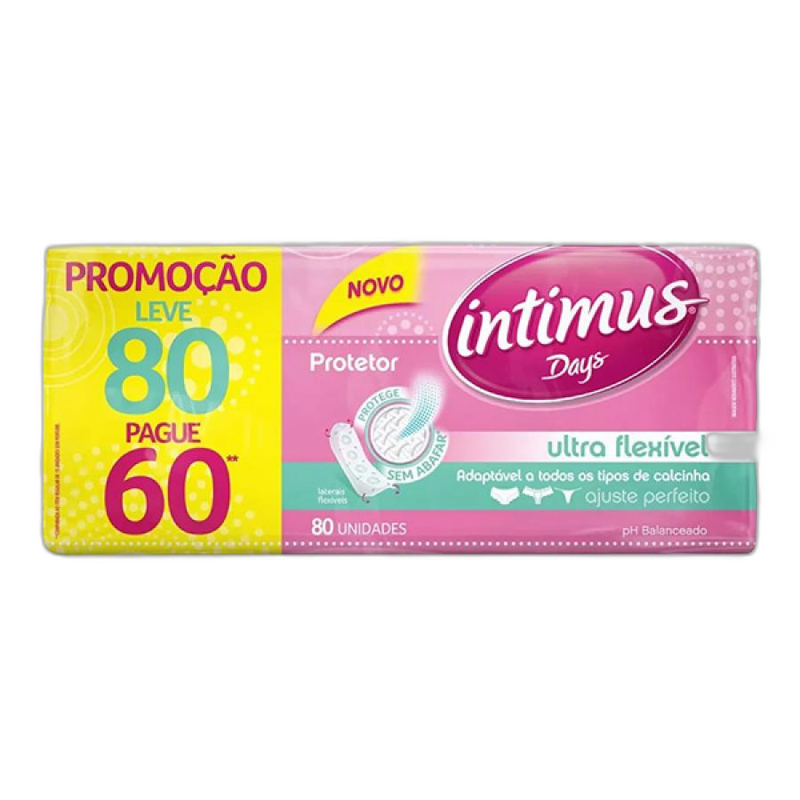 PROMOÇÃO
LEVE
80
PAGUE
60**
NOVO
intimus®
Days
Protetor
PROTEGE
SEM ABAFAR
laterais
flexíveis
80 UNIDADES
ultra flexível
Adaptável a todos os tipos de calcinha
ajuste perfeito
pH Balanceado